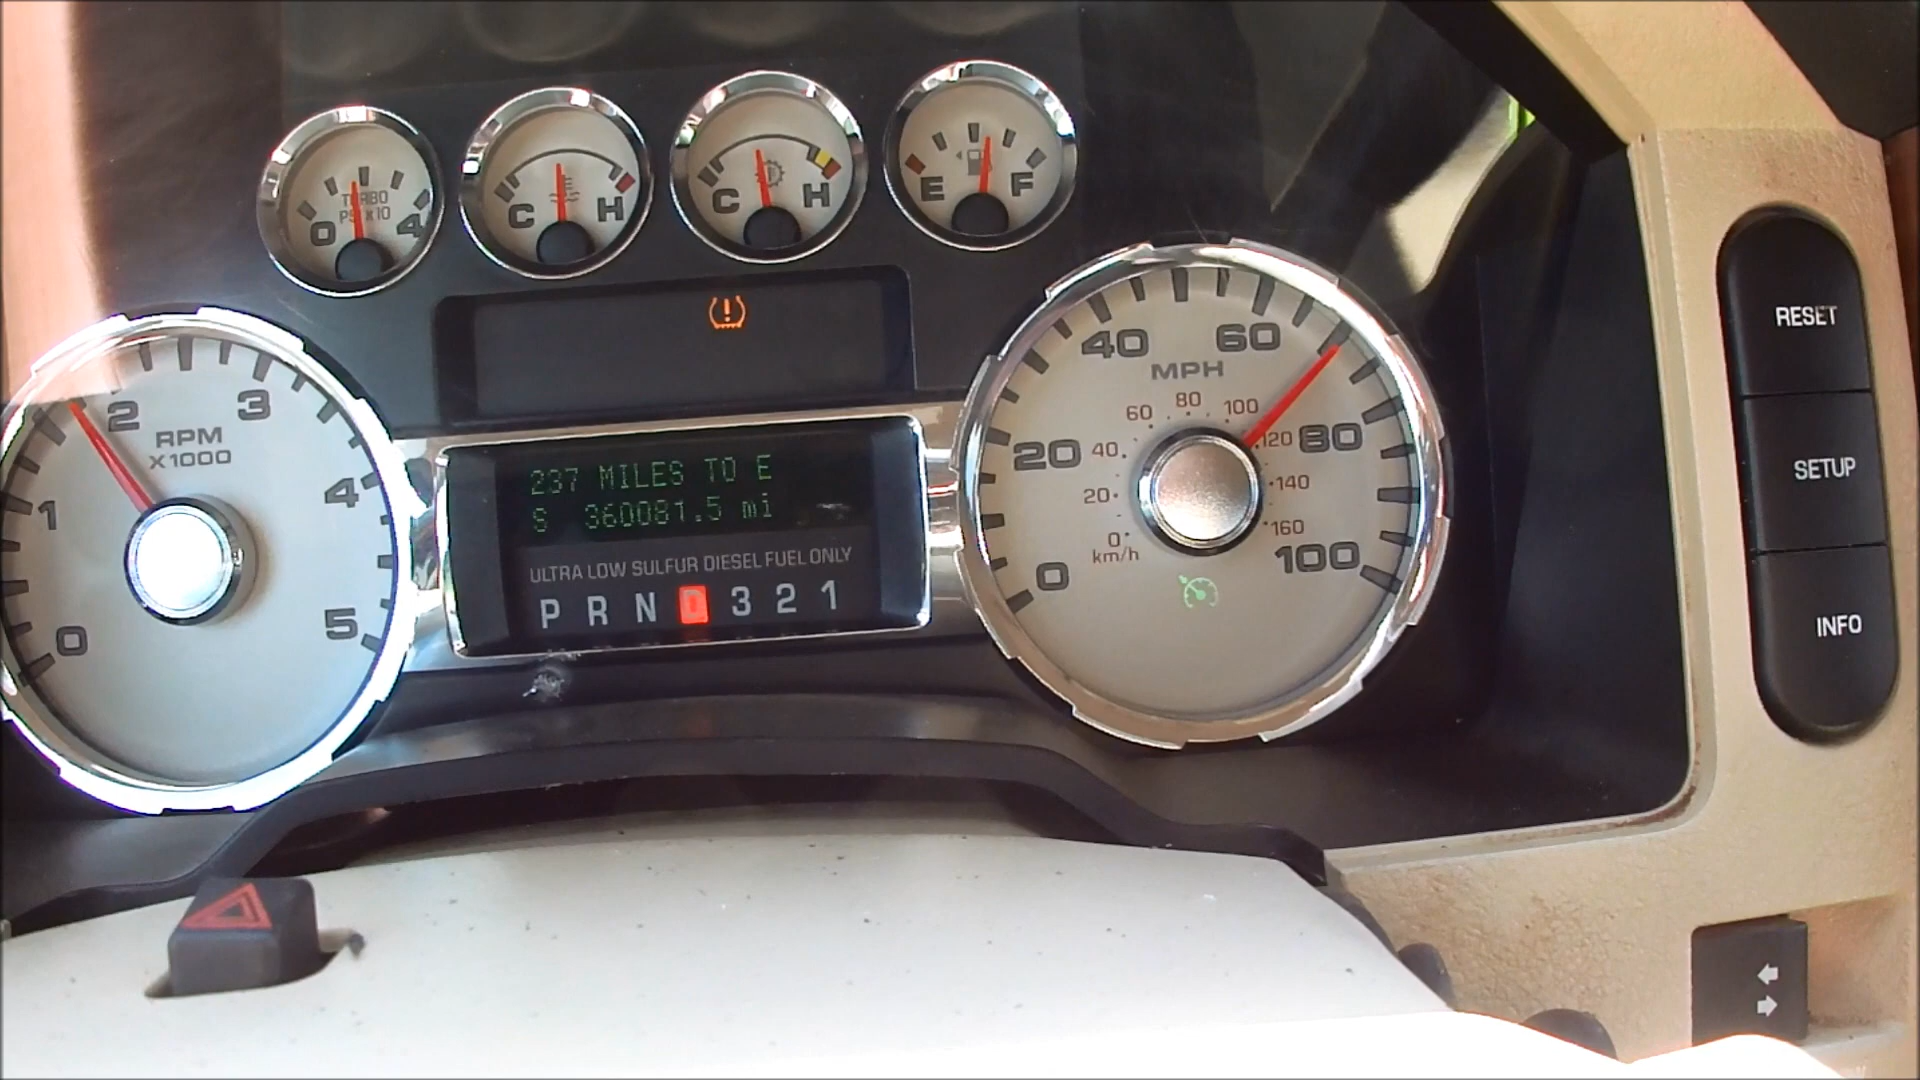 TURBO
PSI x 10
0 4
C H
C H
E F
RPM
X1000
0 1 2 3 4 5
237 MILES TO E
S 360081.5 mi
ULTRA LOW SULFUR DIESEL FUEL ONLY
P R N D 3 2 1
MPH
0 20 40 60 80 100
0 20 40 60 80 100 120 140 160
km/h
RESET
SETUP
INFO